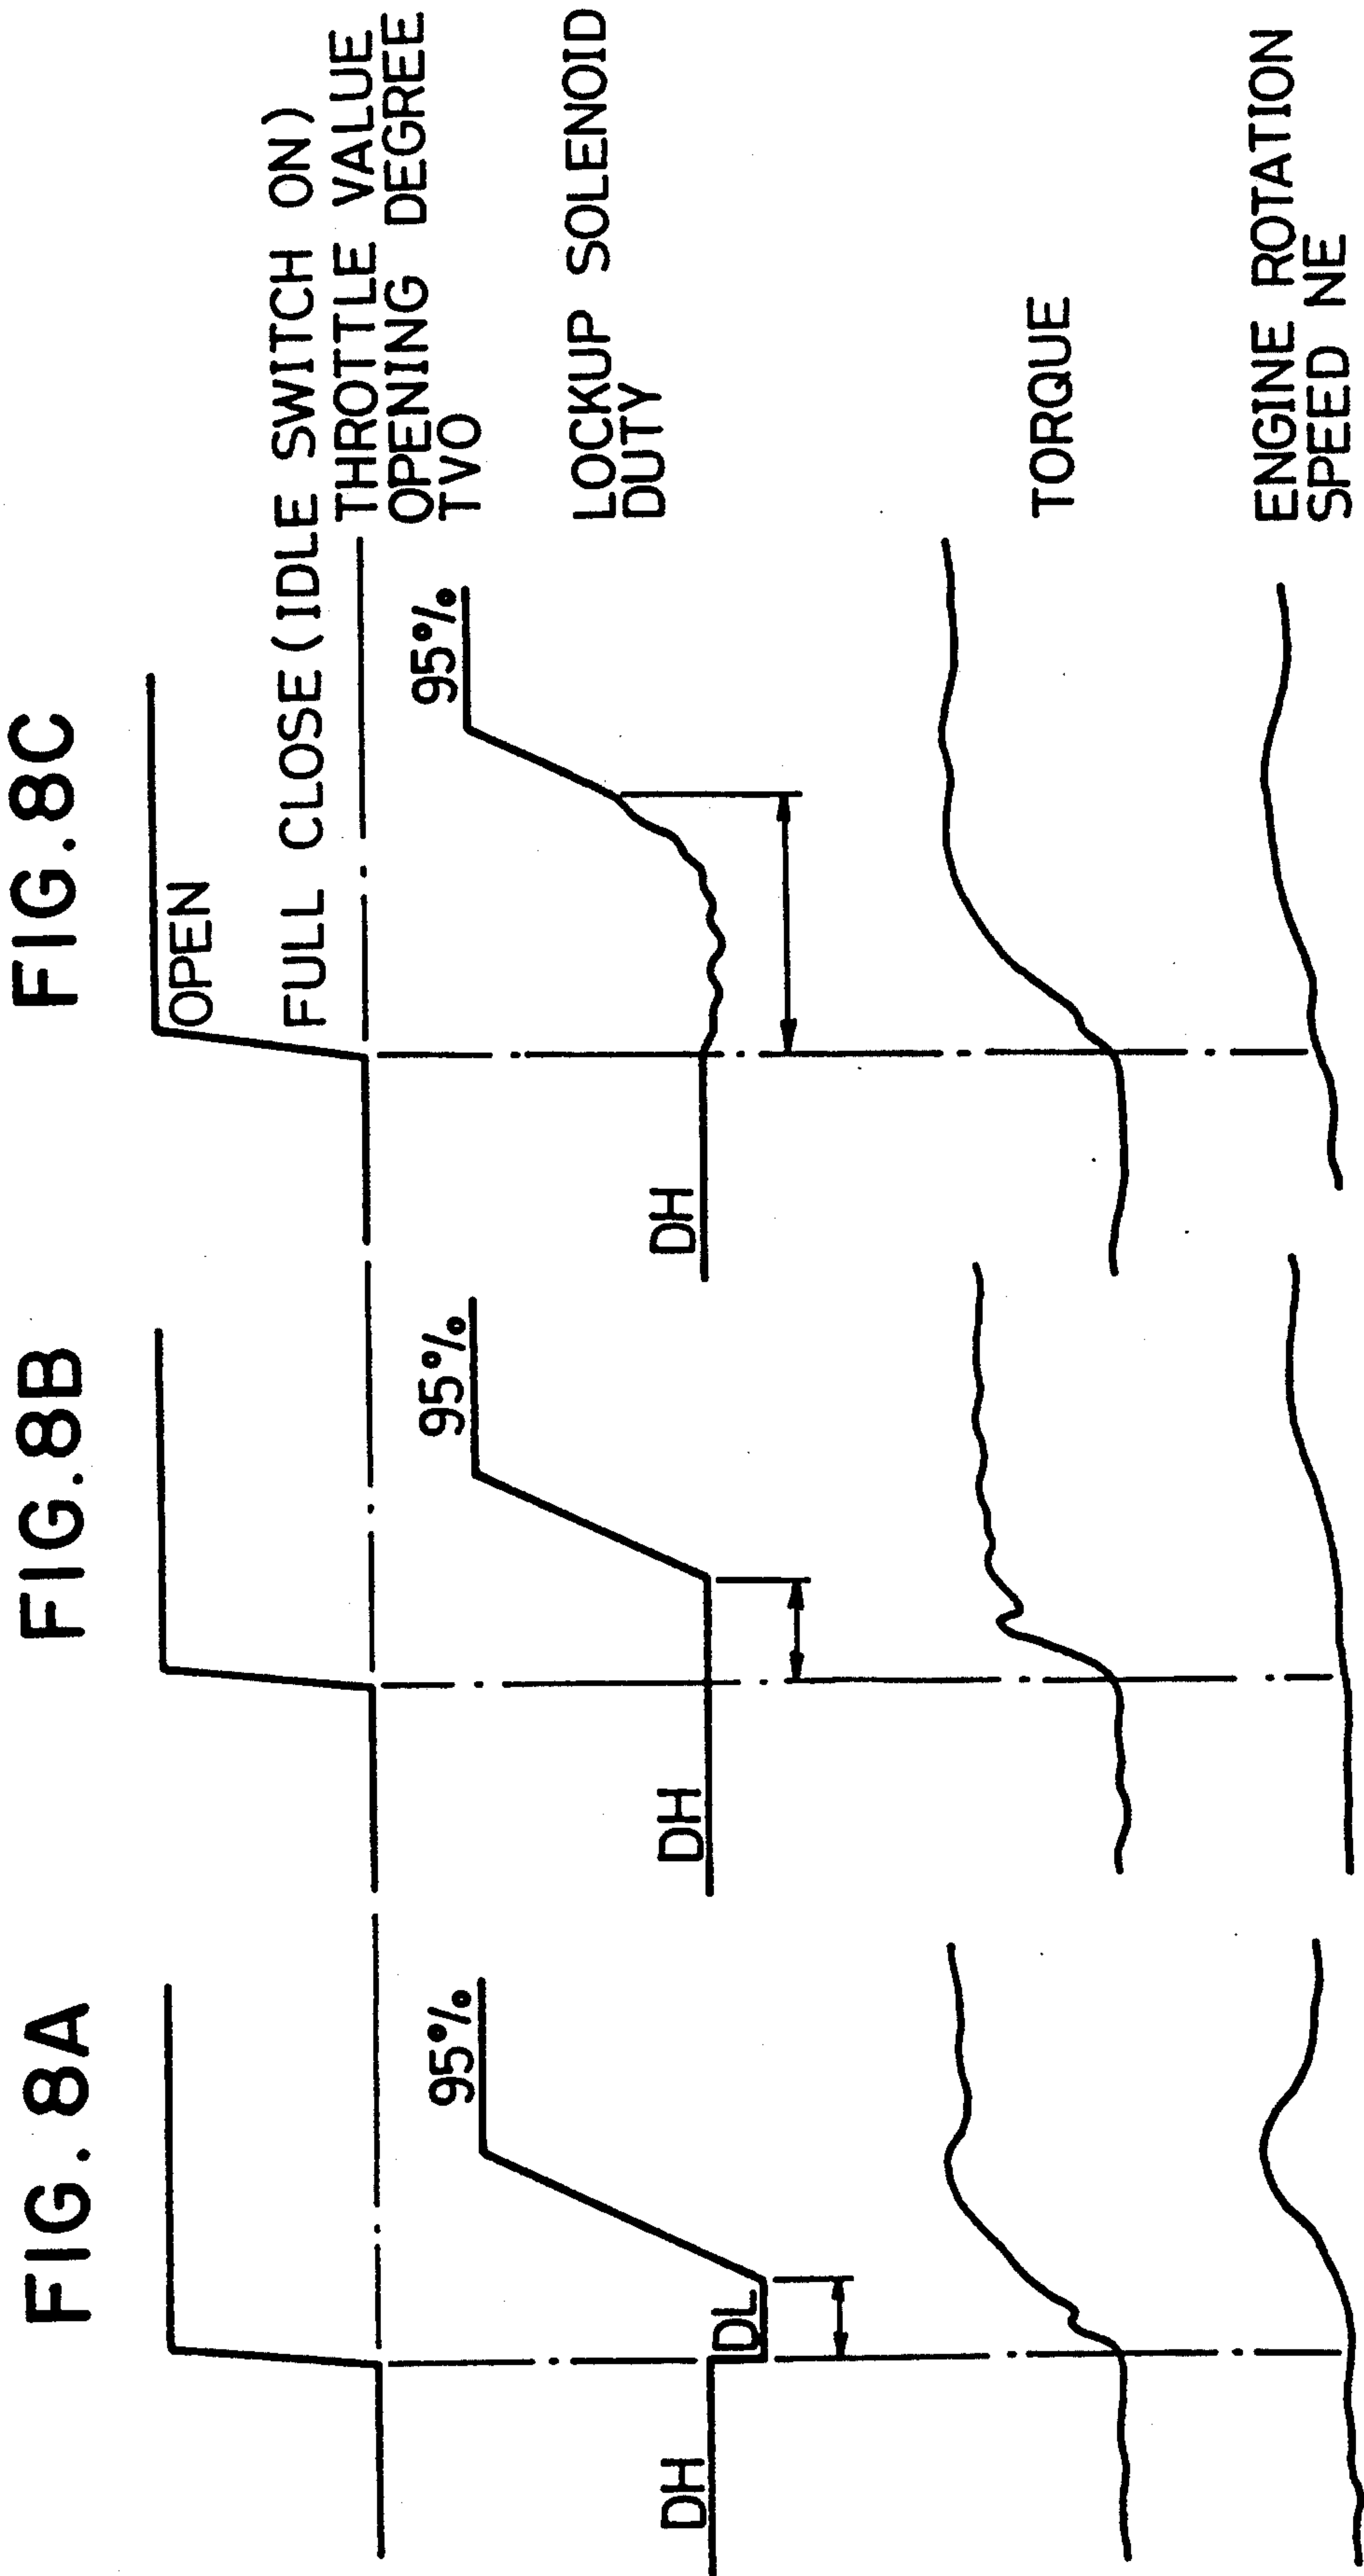 FIG. 8A
FIG. 8B
FIG. 8C
OPEN
FULL CLOSE (IDLE SWITCH ON)
THROTTLE VALUE
OPENING DEGREE
TVO
95%
95%
95%
LOCKUP SOLENOID
DUTY
DH
DL
DH
DH
TORQUE
ENGINE ROTATION
SPEED NE